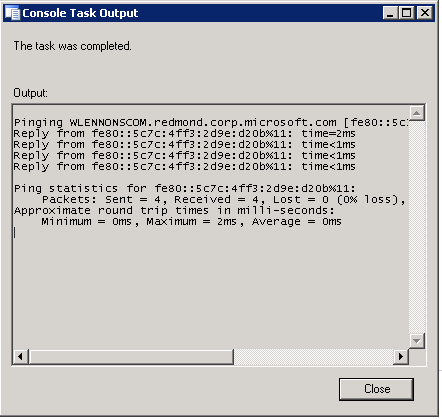 Console Task Output
The task was completed.
Output:
Pinging WLENNONSCOM.redmond.corp.microsoft.com [fe80::5c
Reply from fe80::5c7c:4ff3:2d9e:d20b%11: time=2ms
Reply from fe80::5c7c:4ff3:2d9e:d20b%11: time<1ms
Reply from fe80::5c7c:4ff3:2d9e:d20b%11: time<1ms
Reply from fe80::5c7c:4ff3:2d9e:d20b%11: time<1ms
Ping statistics for fe80::5c7c:4ff3:2d9e:d20b%11:
Packets: Sent = 4, Received = 4, Lost = 0 (0% loss),
Approximate round trip times in milli-seconds:
Minimum = 0ms, Maximum = 2ms, Average = 0ms
Close